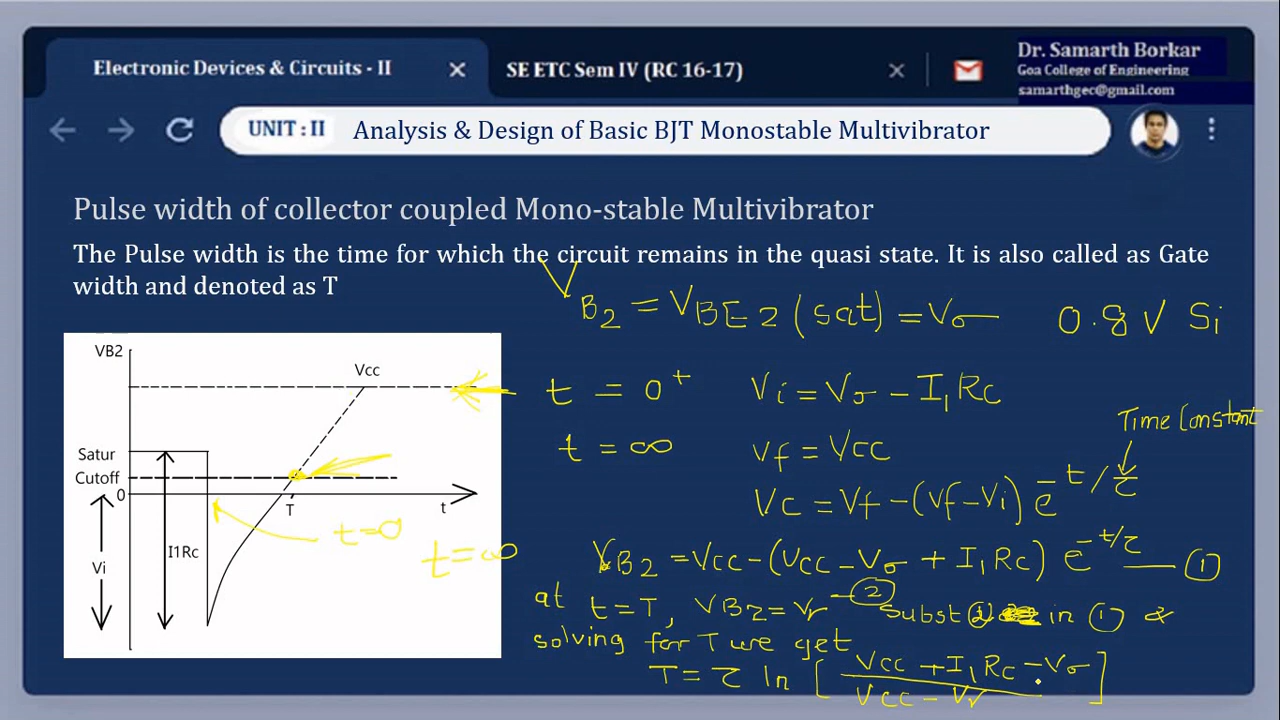 Electronic Devices & Circuits - II
SE ETC Sem IV (RC 16-17)
Dr. Samarth Borkar
Goa College of Engineering
samarthgec@gmail.com
UNIT : II Analysis & Design of Basic BJT Monostable Multivibrator
Pulse width of collector coupled Mono-stable Multivibrator
The Pulse width is the time for which the circuit remains in the quasi state. It is also called as Gate
width and denoted as T
VB2 = VBE2 (sat) = Vσ 0.8 V Si
VB2
Vcc
Satur
Cutoff
0
T
t
I1Rc
Vi
t=0
t=∞
t = 0+ Vi = Vσ - I1Rc
t = ∞ Vf = Vcc
Time Constant
Vc = Vf - (Vf - Vi) e-t/τ
VB2 = Vcc - (Vcc - Vσ + I1Rc) e-t/τ — ①
at t=T, VB2 = Vr — ② Subst ② in ① &
solving for T we get
T = τ ln [ Vcc + I1Rc - Vσ / Vcc - Vr ]